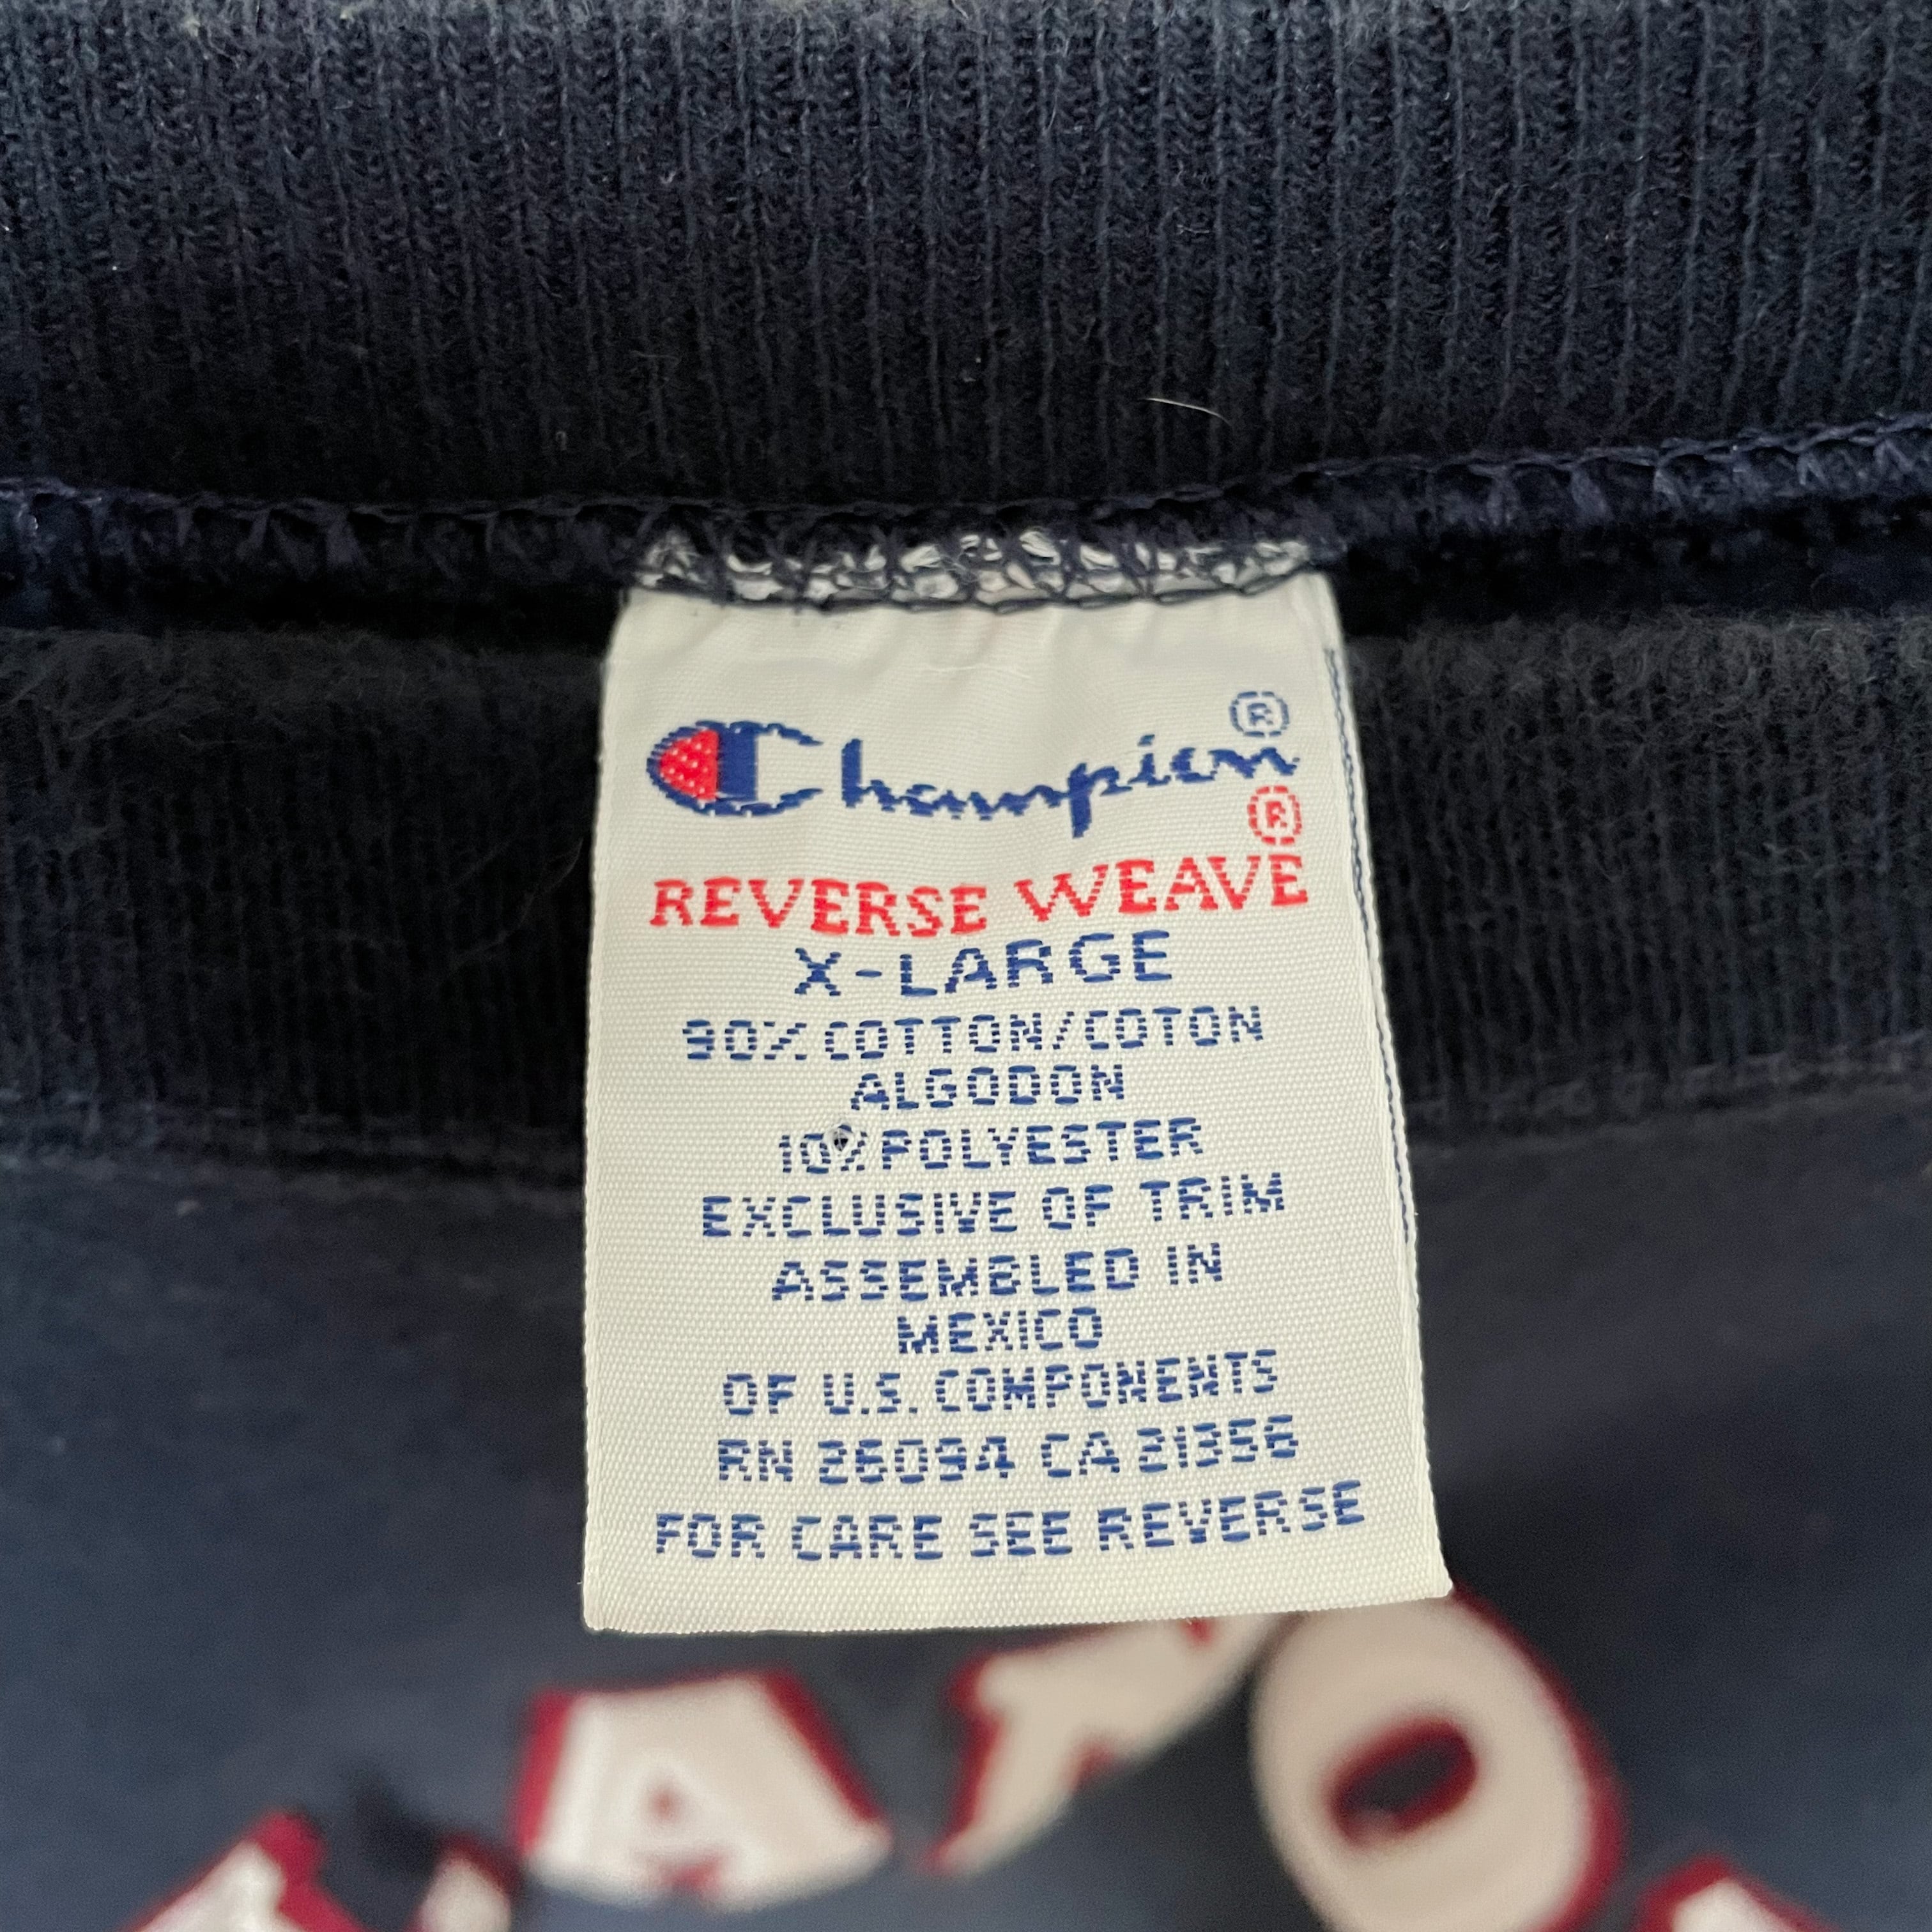 Champion®
®
REVERSE WEAVE
X-LARGE
90% COTTON/COTON
ALGODON
10% POLYESTER
EXCLUSIVE OF TRIM
ASSEMBLED IN
MEXICO
OF U.S. COMPONENTS
RN 26094 CA 21356
FOR CARE SEE REVERSE